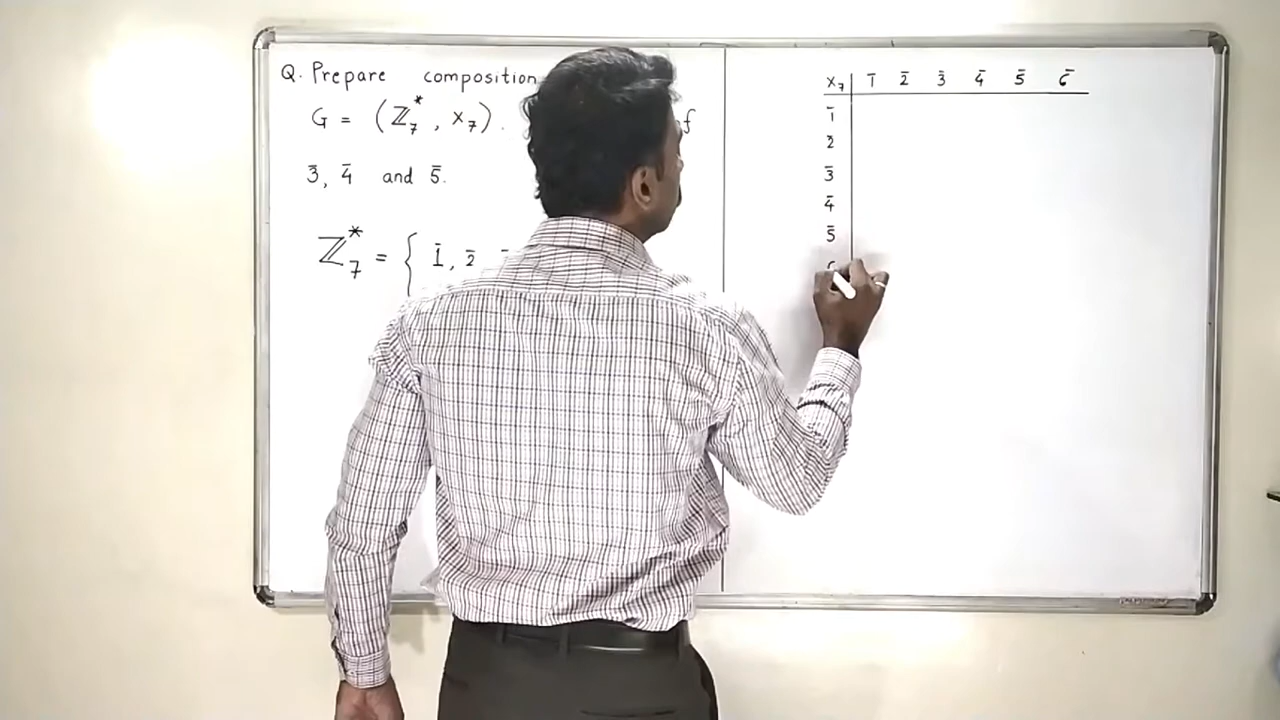 Q. Prepare composition
G = (ℤ₇*, ×₇).
3̄, 4̄ and 5̄.
ℤ₇* = { 1̄, 2̄
×₇ | 1̄ 2̄ 3̄ 4̄ 5̄ 6̄
1̄
2̄
3̄
4̄
5̄